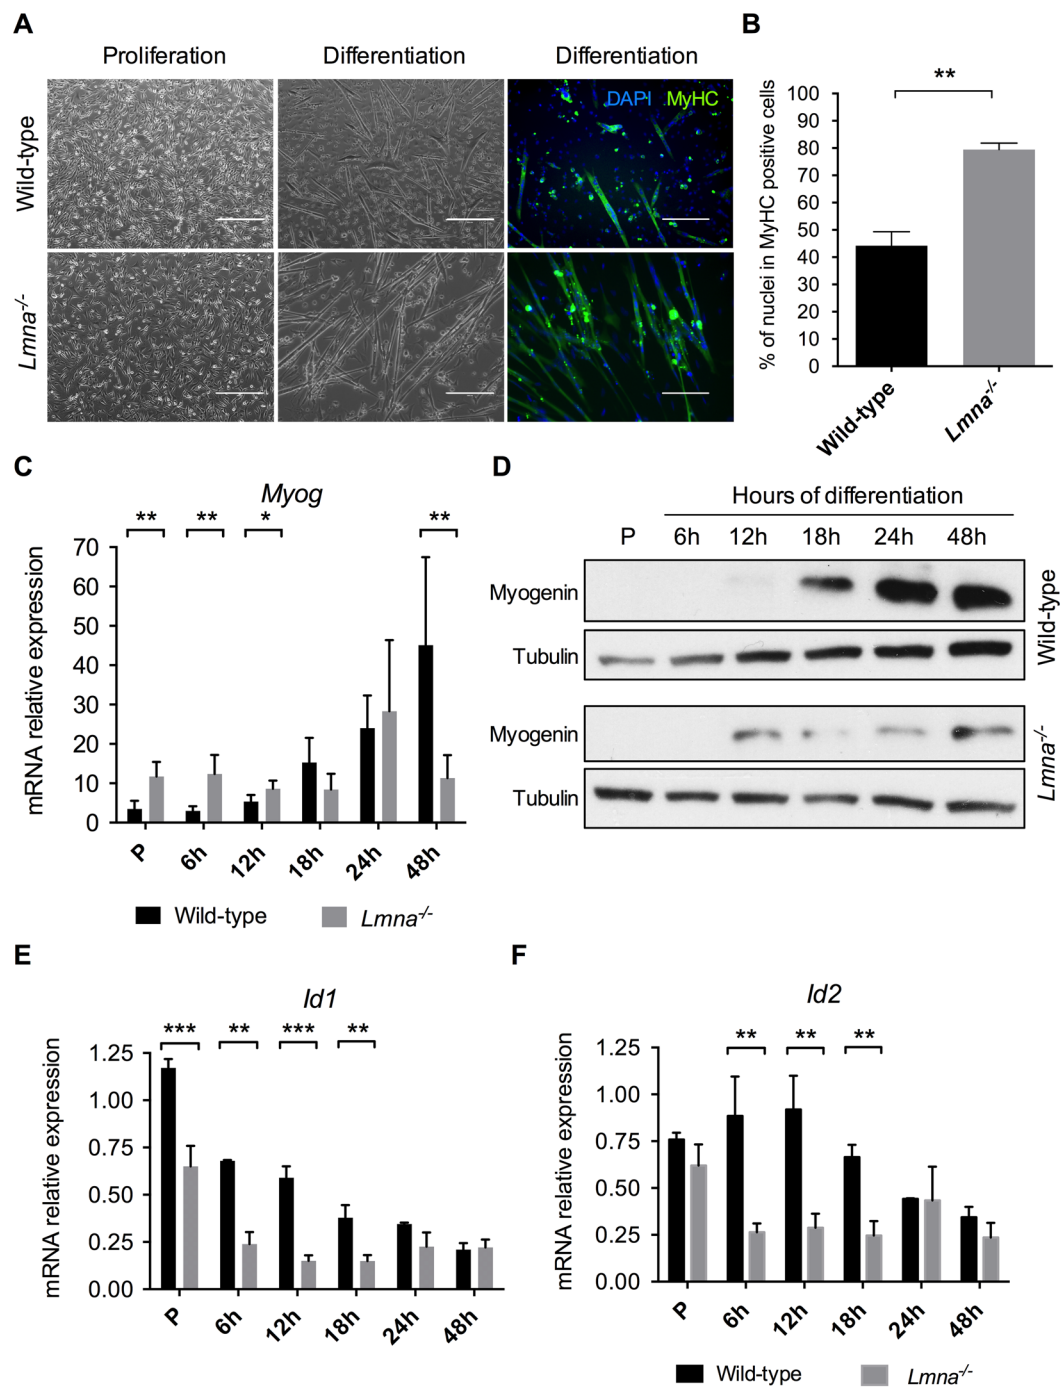 A
Proliferation Differentiation Differentiation
Wild-type
DAPI MyHC
Lmna-/-
B
**
% of nuclei in MyHC positive cells
100
90
80
70
60
50
40
30
20
10
0
Wild-type
Lmna-/-
C
Myog
** ** * **
mRNA relative expression
70
60
50
40
30
20
10
0
P 6h 12h 18h 24h 48h
Wild-type Lmna-/-
D
Hours of differentiation
P 6h 12h 18h 24h 48h
Myogenin
Tubulin
Wild-type
Myogenin
Tubulin
Lmna-/-
E
Id1
*** ** *** **
mRNA relative expression
1.25
1.00
0.75
0.50
0.25
0.00
P 6h 12h 18h 24h 48h
F
Id2
** ** **
mRNA relative expression
1.25
1.00
0.75
0.50
0.25
0.00
P 6h 12h 18h 24h 48h
Wild-type Lmna-/-